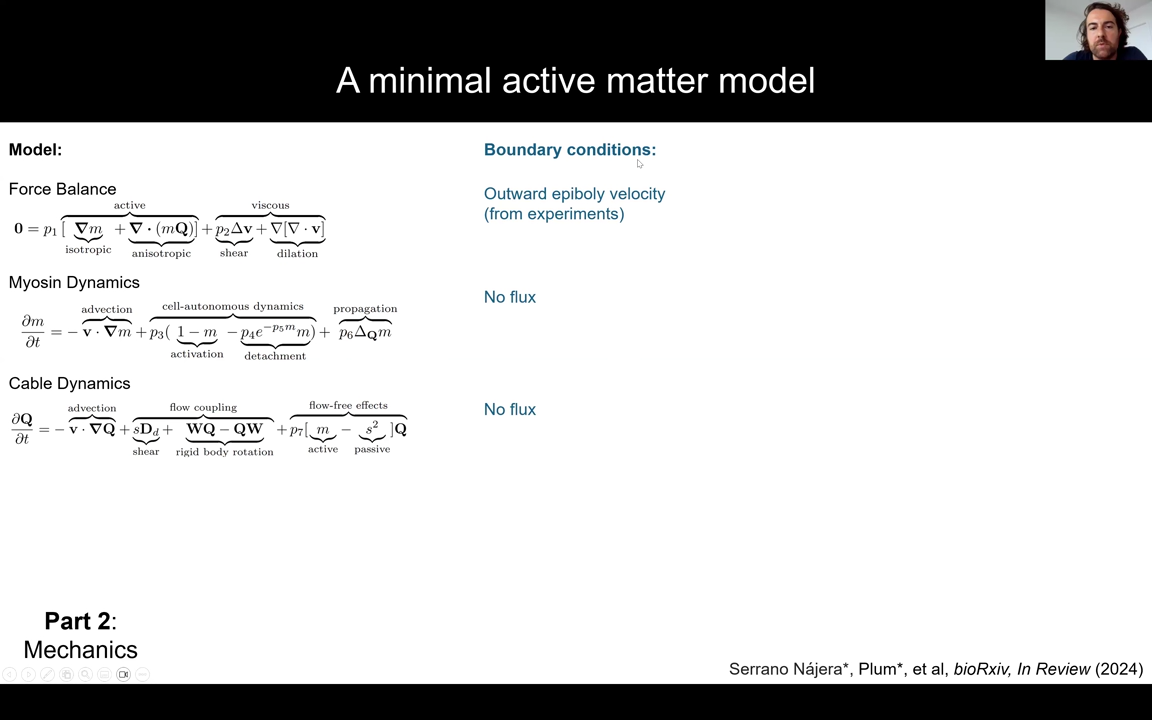 A minimal active matter model
Model:
Boundary conditions:
Force Balance
active viscous
0 = p₁ [ ∇m + ∇ · (mQ)] + p₂Δv + ∇[∇ · v]
isotropic anisotropic shear dilation
Outward epiboly velocity
(from experiments)
Myosin Dynamics
advection cell-autonomous dynamics propagation
∂m/∂t = − v · ∇m + p₃( 1 − m − p₄e^{−p₅m}m) + p₆Δ_Q m
activation detachment
No flux
Cable Dynamics
advection flow coupling flow-free effects
∂Q/∂t = − v · ∇Q + sD_d + WQ − QW + p₇[ m − s² ]Q
shear rigid body rotation active passive
No flux
Part 2:
Mechanics
Serrano Nájera*, Plum*, et al, bioRxiv, In Review (2024)